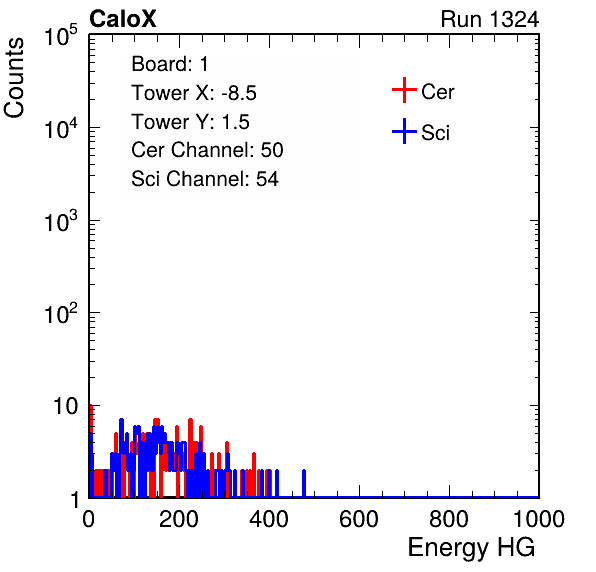 CaloX Run 1324
Counts
10^5
10^4
10^3
10^2
10
1
Board: 1
Tower X: -8.5
Tower Y: 1.5
Cer Channel: 50
Sci Channel: 54
Cer
Sci
0 200 400 600 800 1000
Energy HG